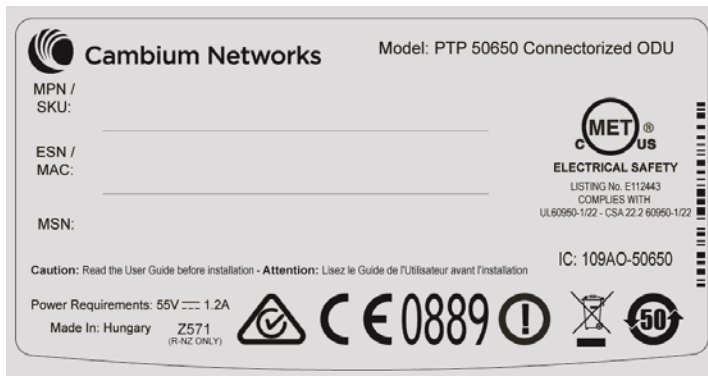 Cambium Networks
Model: PTP 50650 Connectorized ODU
MPN /
SKU:
ESN /
MAC:
MSN:
c MET ® US
ELECTRICAL SAFETY
LISTING No. E112443
COMPLIES WITH
UL60950-1/22 - CSA 22.2 60950-1/22
IC: 109AO-50650
Caution: Read the User Guide before installation - Attention: Lisez le Guide de l'Utilisateur avant l'installation
Power Requirements: 55V ⎓ 1.2A
Made In: Hungary
Z571
(R-NZ ONLY)
CE 0889 !
50